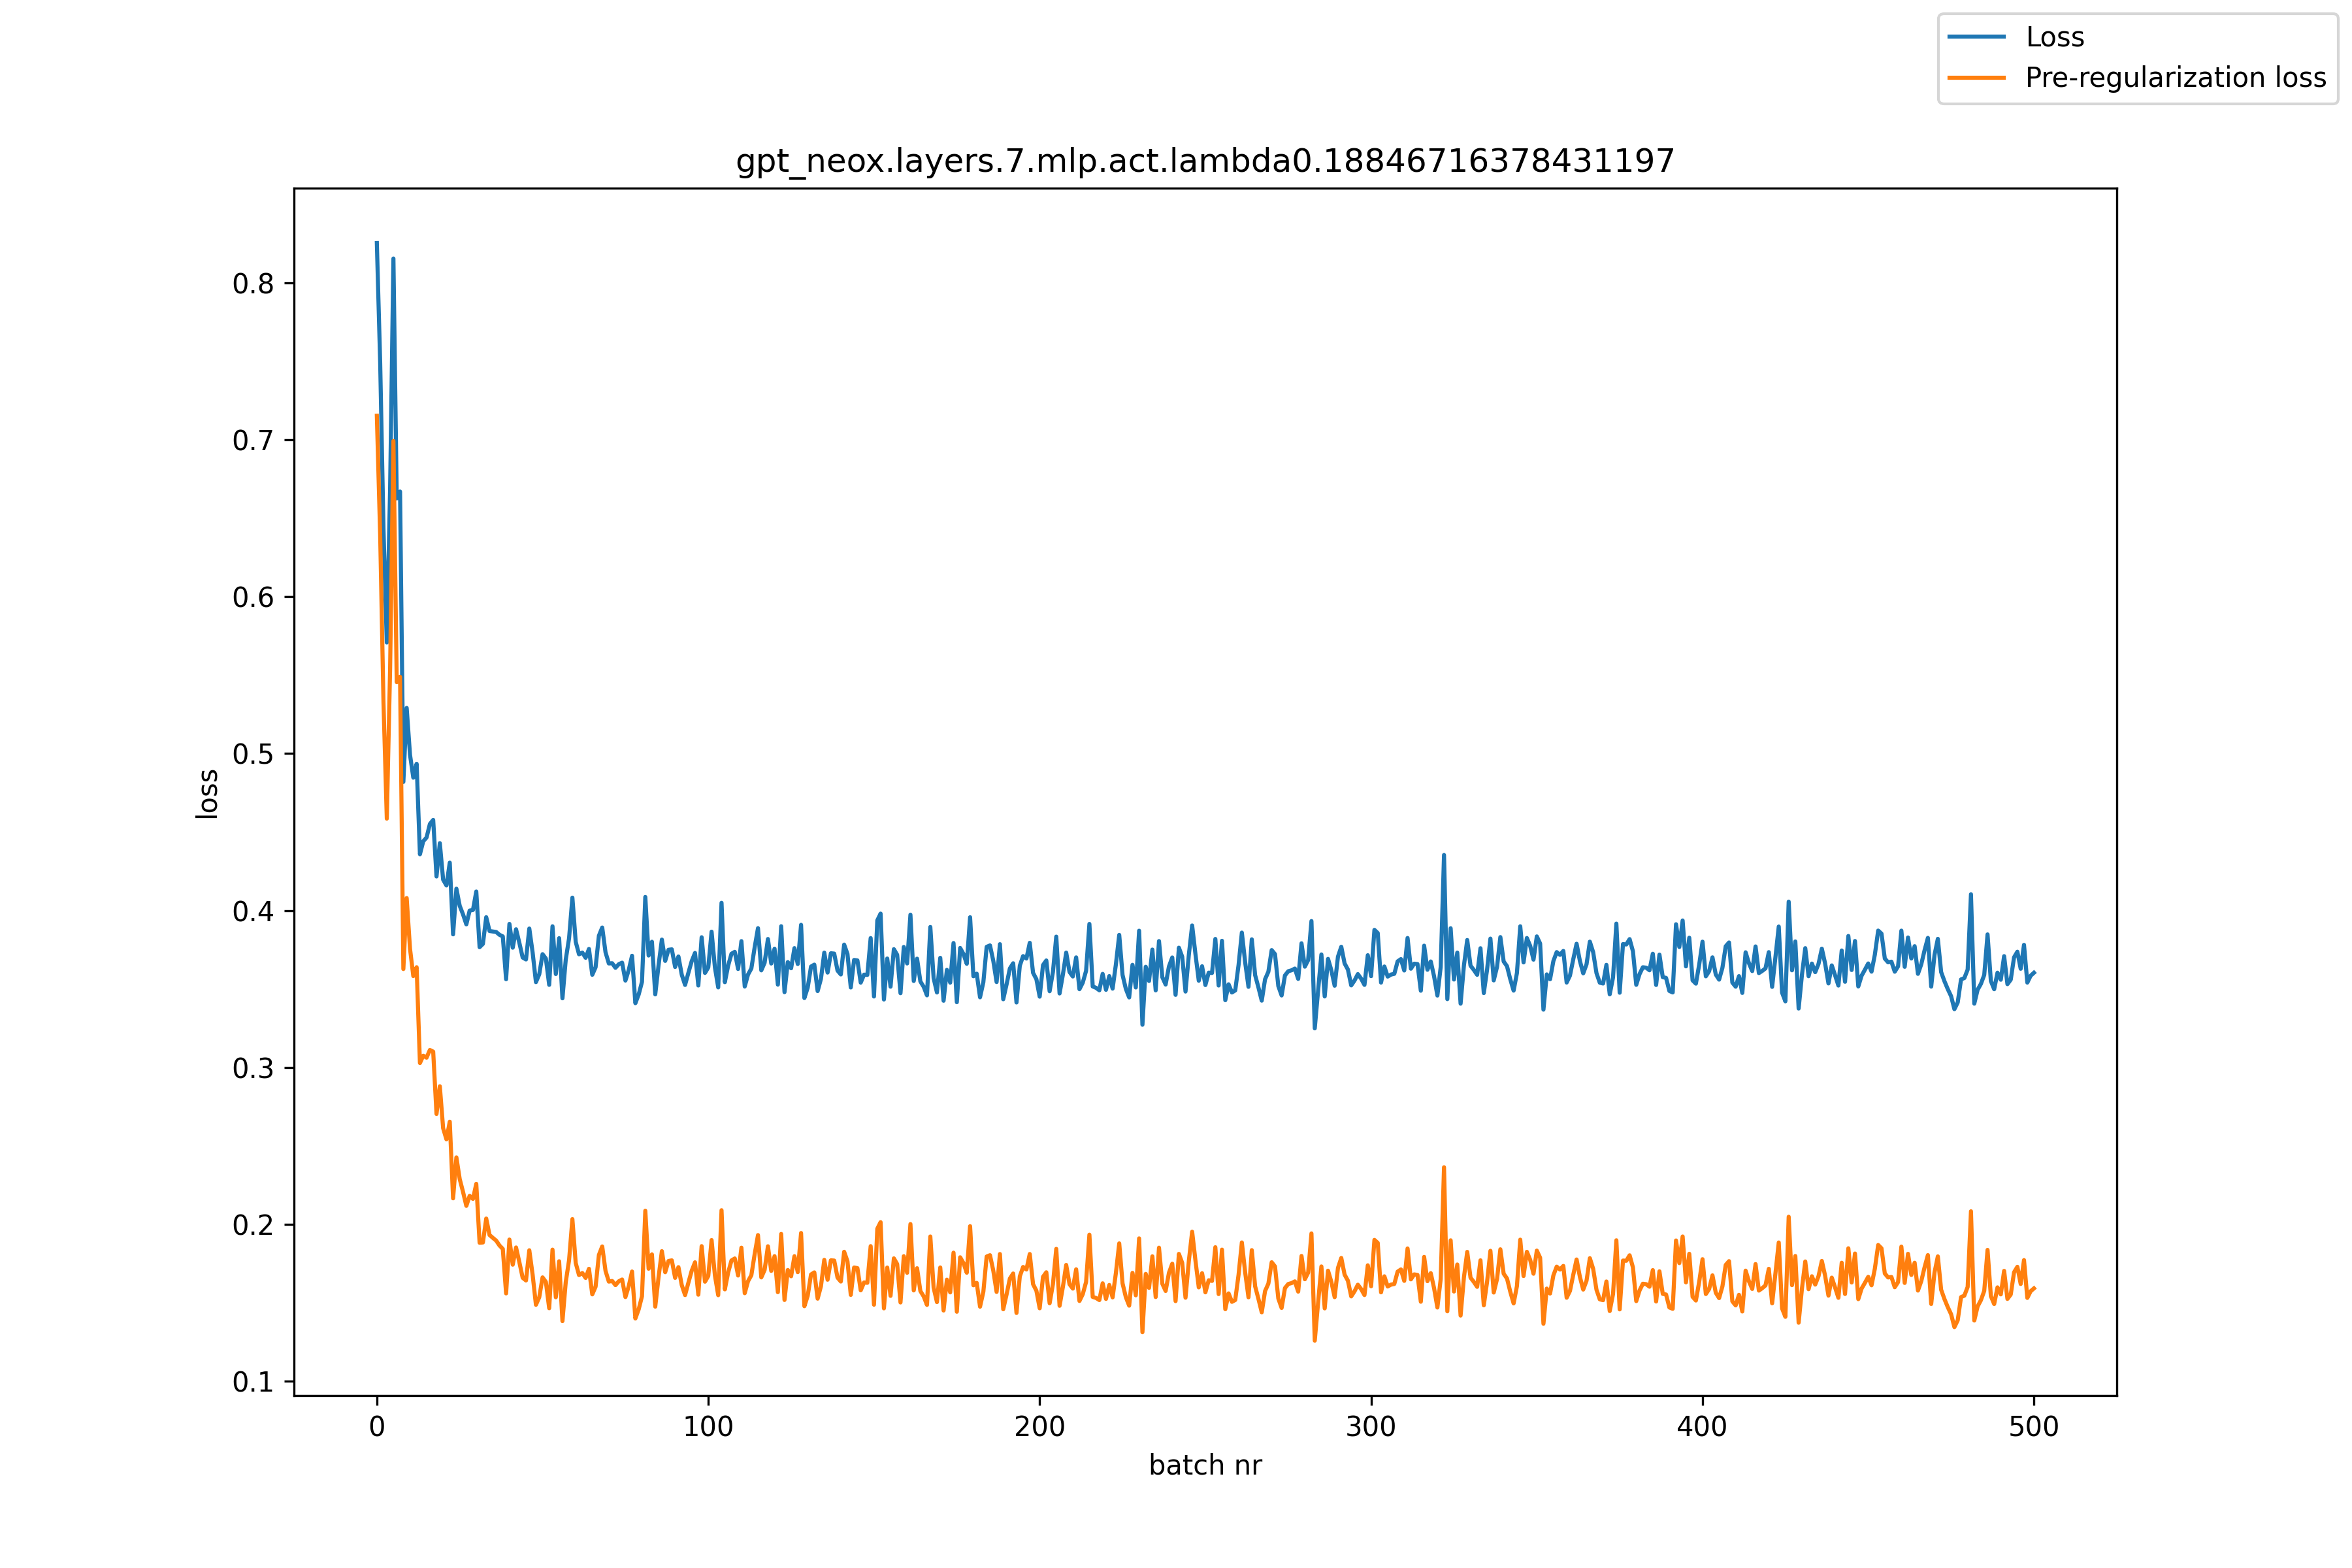 Loss
Pre-regularization loss
gpt_neox.layers.7.mlp.act.lambda0.18846716378431197
0.8
0.7
0.6
0.5
0.4
0.3
0.2
0.1
loss
0 100 200 300 400 500
batch nr